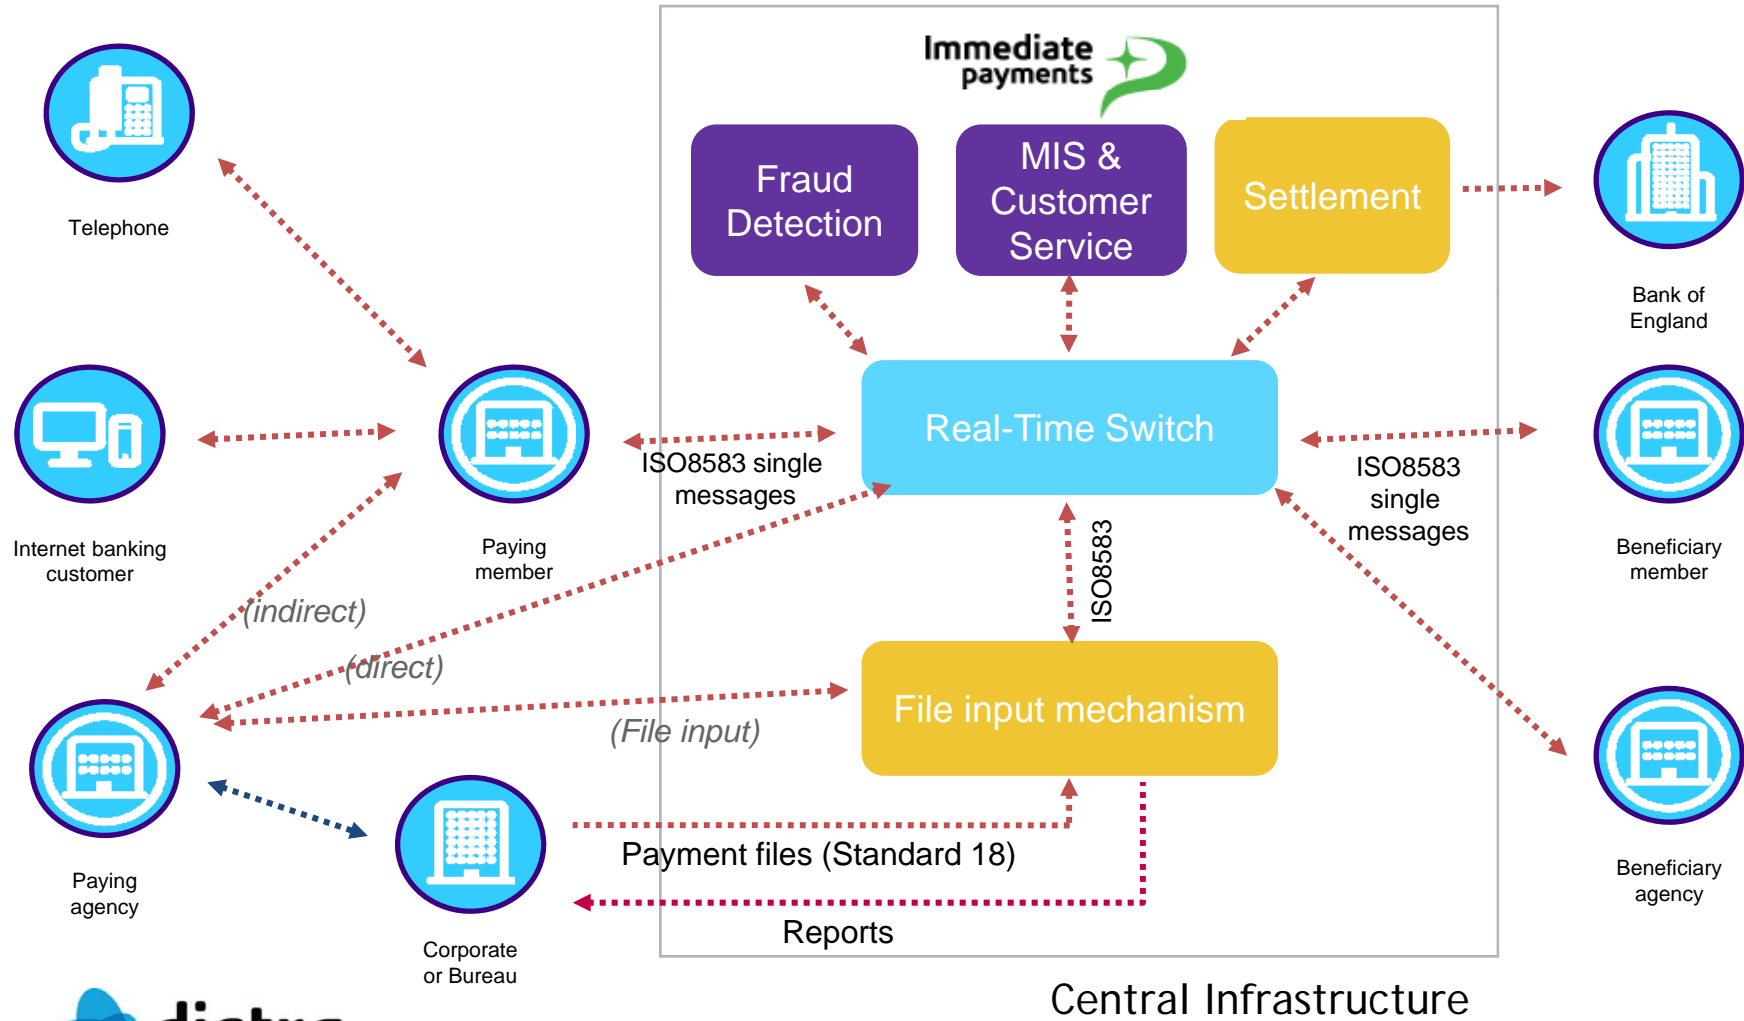 Immediate
payments
Telephone
Fraud
Detection
MIS &
Customer
Service
Settlement
Bank of
England
Real-Time Switch
ISO8583 single
messages
ISO8583
single
messages
Internet banking
customer
Paying
member
Beneficiary
member
ISO8583
(indirect)
(direct)
(File input)
File input mechanism
Paying
agency
Beneficiary
agency
Payment files (Standard 18)
Reports
Corporate
or Bureau
Central Infrastructure